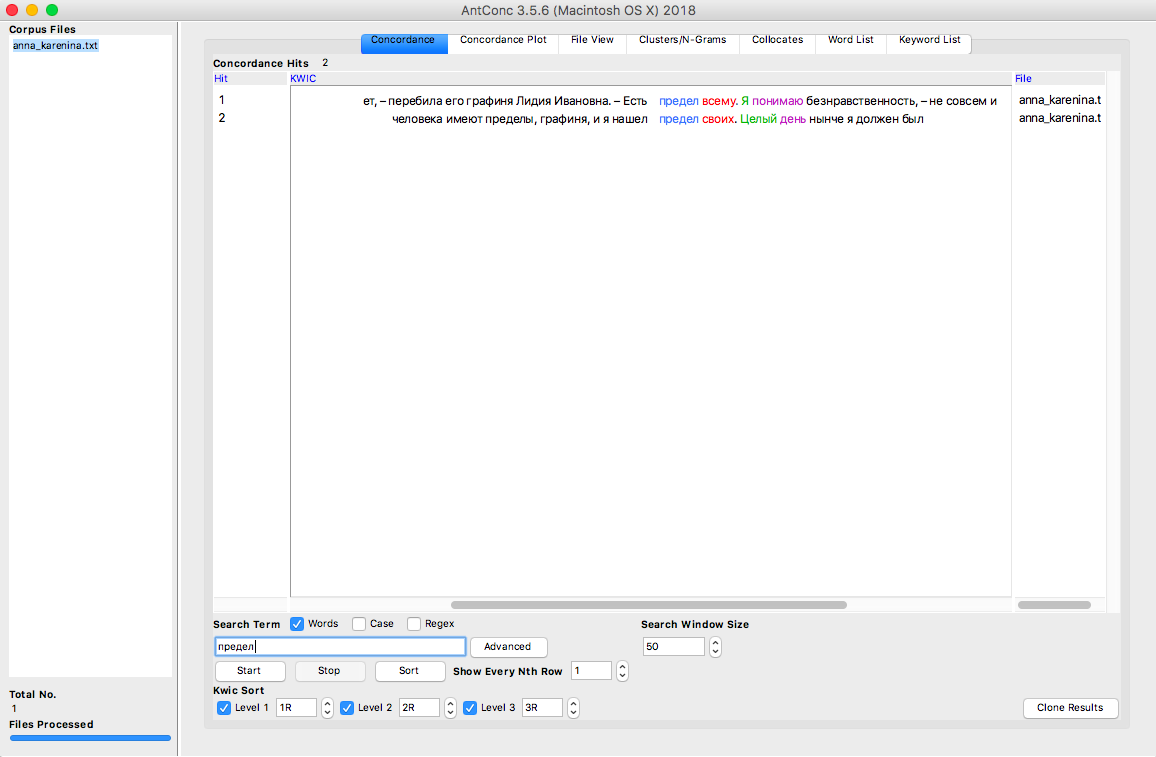 AntConc 3.5.6 (Macintosh OS X) 2018
Corpus Files
anna_karenina.txt
Concordance Concordance Plot File View Clusters/N-Grams Collocates Word List Keyword List
Concordance Hits 2
Hit KWIC File
1 ет, – перебила его графиня Лидия Ивановна. – Есть предел всему. Я понимаю безнравственность, – не совсем и anna_karenina.t
2 человека имеют пределы, графиня, и я нашел предел своих. Целый день нынче я должен был anna_karenina.t
Search Term Words Case Regex Search Window Size
предел Advanced 50
Start Stop Sort Show Every Nth Row 1
Kwic Sort
Level 1 1R Level 2 2R Level 3 3R Clone Results
Total No.
1
Files Processed